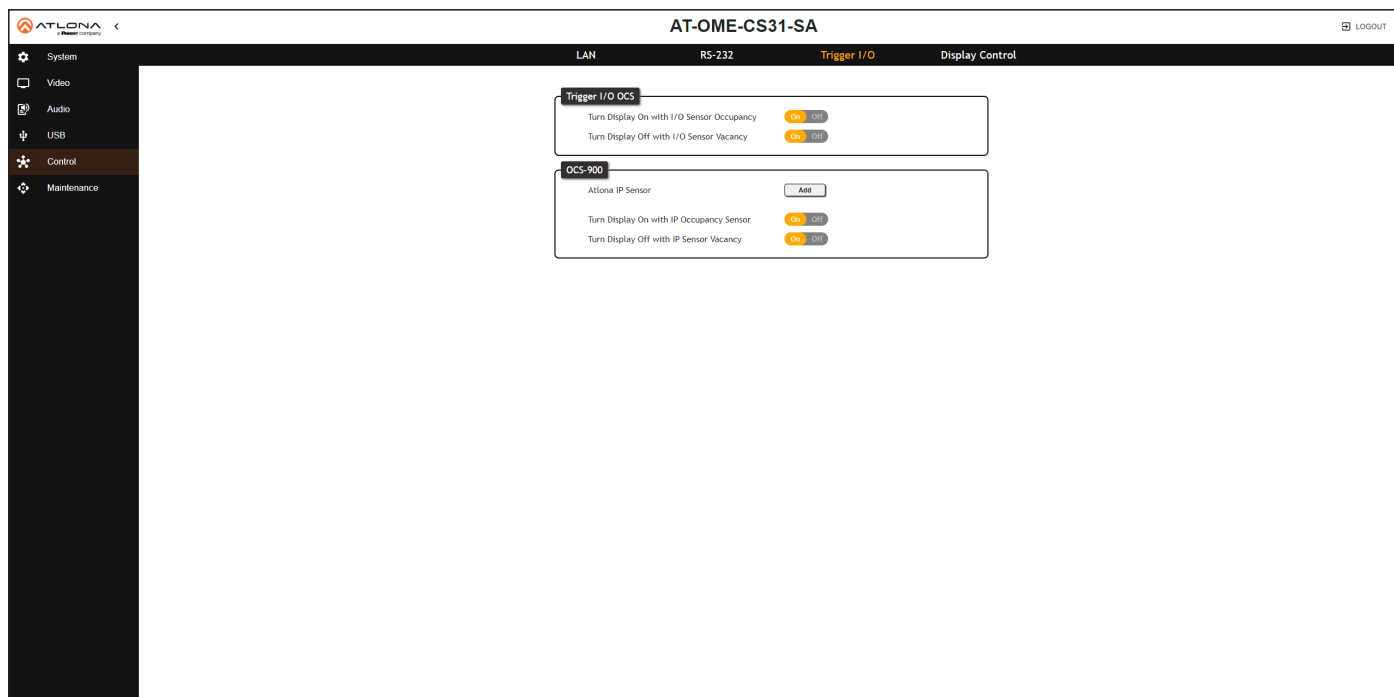 ATLONA
a Panduit company
<
AT-OME-CS31-SA
LOGOUT
System
LAN
RS-232
Trigger I/O
Display Control
Video
Audio
USB
Control
Maintenance
Trigger I/O OCS
Turn Display On with I/O Sensor Occupancy
On Off
Turn Display Off with I/O Sensor Vacancy
On Off
OCS-900
Atlona IP Sensor
Add
Turn Display On with IP Occupancy Sensor
On Off
Turn Display Off with IP Sensor Vacancy
On Off